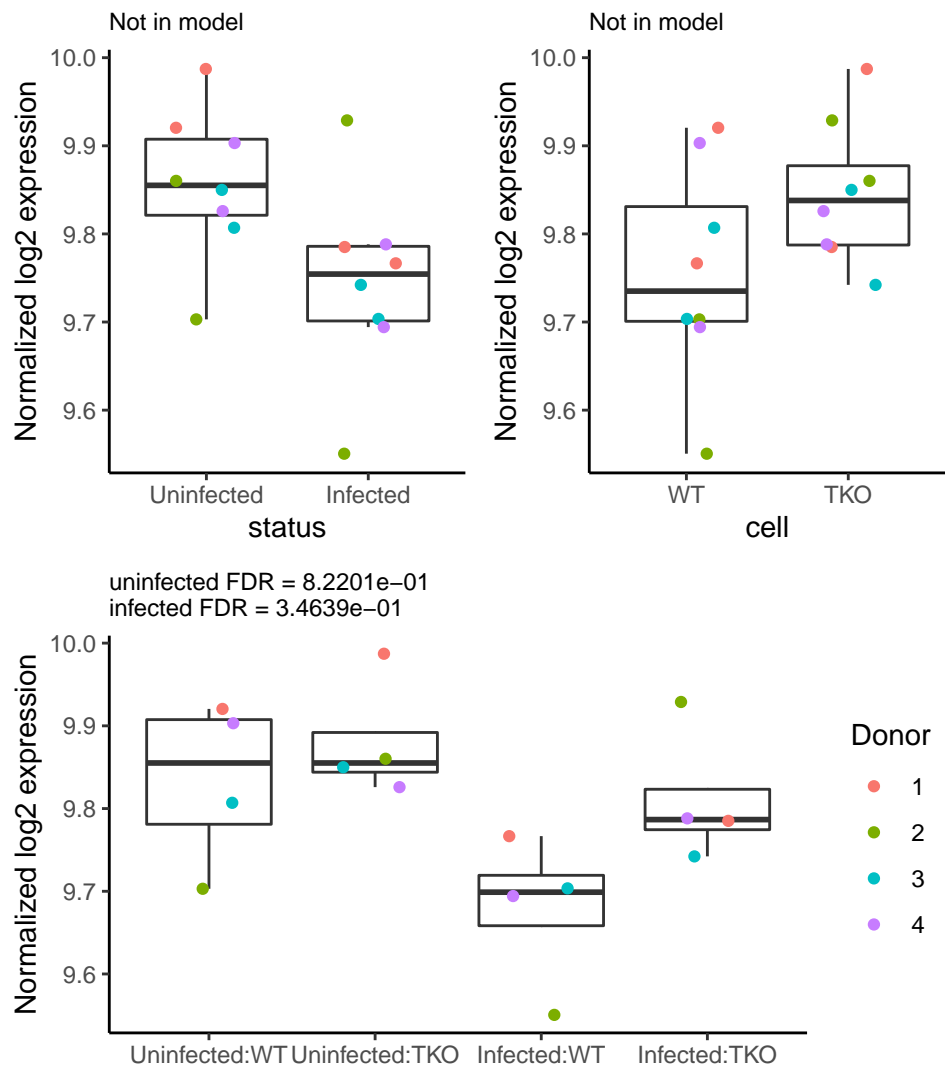 Not in model
Normalized log2 expression
10.0
9.9
9.8
9.7
9.6
Uninfected Infected
status
Not in model
Normalized log2 expression
10.0
9.9
9.8
9.7
9.6
WT TKO
cell
uninfected FDR = 8.2201e−01
infected FDR = 3.4639e−01
Normalized log2 expression
10.0
9.9
9.8
9.7
9.6
Uninfected:WT Uninfected:TKO Infected:WT Infected:TKO
Donor
1
2
3
4